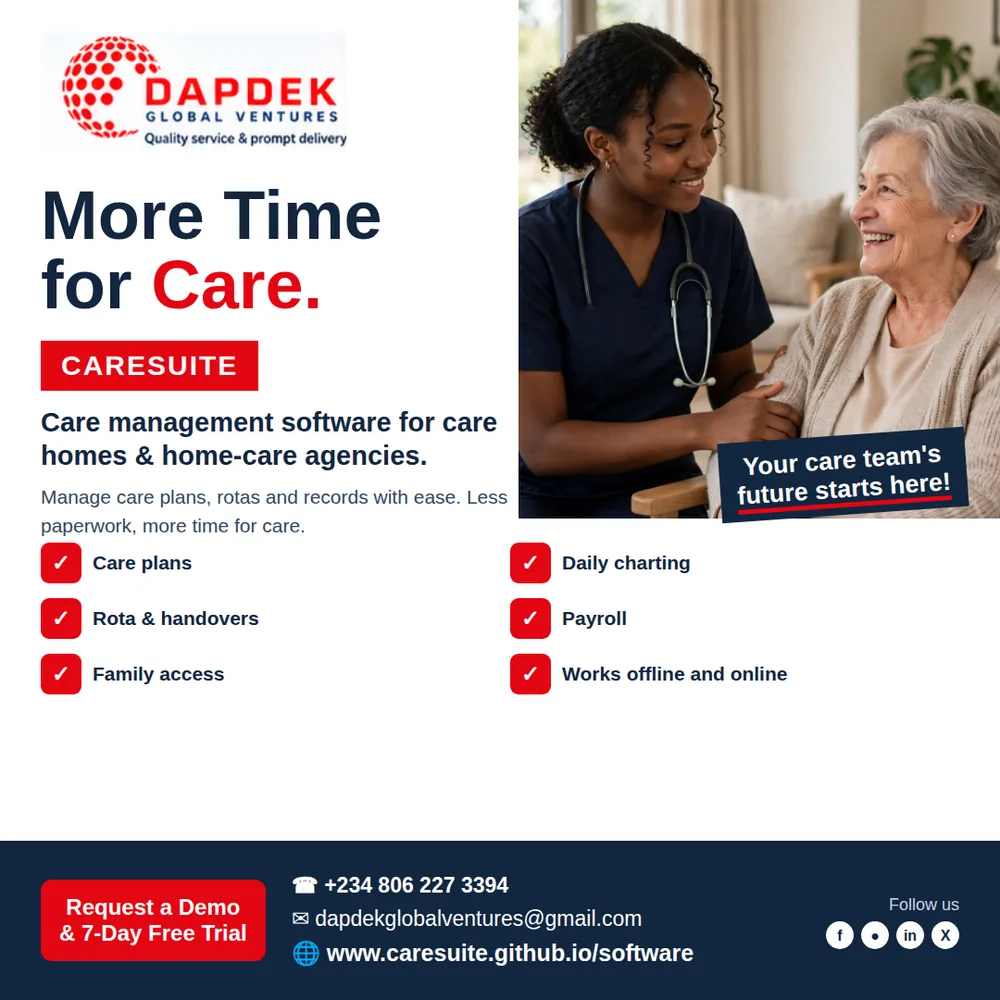 DAPDEK
GLOBAL VENTURES
Quality service & prompt delivery
More Time
for Care.
CARESUITE
Care management software for care
homes & home-care agencies.
Manage care plans, rotas and records with ease. Less
paperwork, more time for care.
Your care team's
future starts here!
✓ Care plans
✓ Daily charting
✓ Rota & handovers
✓ Payroll
✓ Family access
✓ Works offline and online
Request a Demo
& 7-Day Free Trial
☎ +234 806 227 3394
✉ dapdekglobalventures@gmail.com
🌐 www.caresuite.github.io/software
Follow us
f ● in X